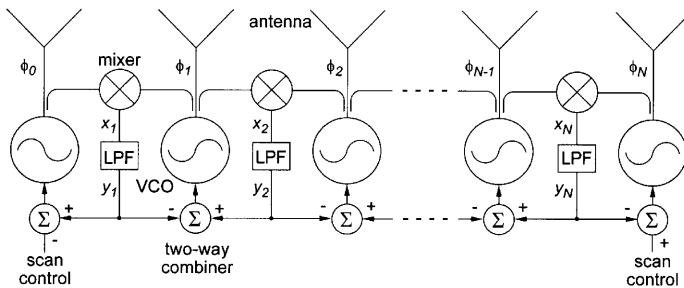 antenna
ϕ0 mixer ϕ1 ϕ2 ϕN-1 ϕN
x1 x2 xN
LPF LPF LPF
y1 VCO y2 yN
Σ + - Σ + - Σ + - Σ + - Σ
- +
scan control two-way combiner scan control